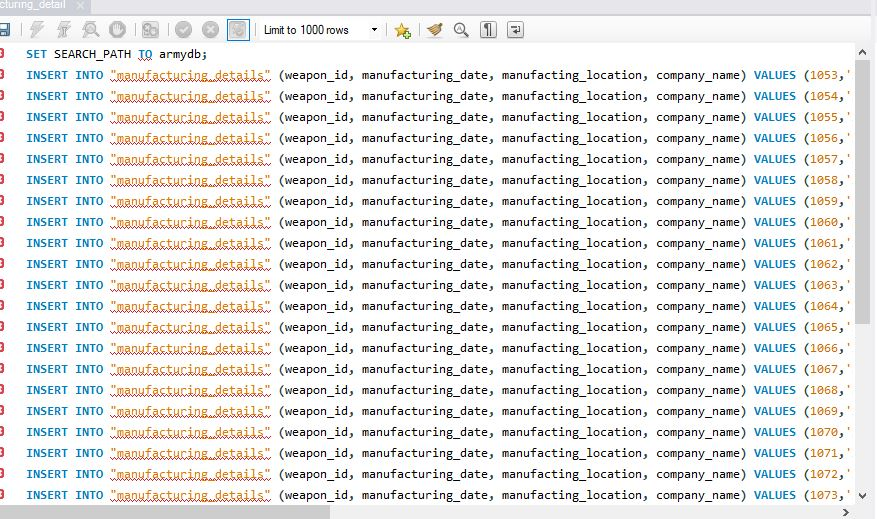 cturing_detail ×
Limit to 1000 rows
SET SEARCH_PATH TO armydb;
INSERT INTO "manufacturing_details" (weapon_id, manufacturing_date, manufacting_location, company_name) VALUES (1053,'
INSERT INTO "manufacturing_details" (weapon_id, manufacturing_date, manufacting_location, company_name) VALUES (1054,'
INSERT INTO "manufacturing_details" (weapon_id, manufacturing_date, manufacting_location, company_name) VALUES (1055,'
INSERT INTO "manufacturing_details" (weapon_id, manufacturing_date, manufacting_location, company_name) VALUES (1056,'
INSERT INTO "manufacturing_details" (weapon_id, manufacturing_date, manufacting_location, company_name) VALUES (1057,'
INSERT INTO "manufacturing_details" (weapon_id, manufacturing_date, manufacting_location, company_name) VALUES (1058,'
INSERT INTO "manufacturing_details" (weapon_id, manufacturing_date, manufacting_location, company_name) VALUES (1059,'
INSERT INTO "manufacturing_details" (weapon_id, manufacturing_date, manufacting_location, company_name) VALUES (1060,'
INSERT INTO "manufacturing_details" (weapon_id, manufacturing_date, manufacting_location, company_name) VALUES (1061,'
INSERT INTO "manufacturing_details" (weapon_id, manufacturing_date, manufacting_location, company_name) VALUES (1062,'
INSERT INTO "manufacturing_details" (weapon_id, manufacturing_date, manufacting_location, company_name) VALUES (1063,'
INSERT INTO "manufacturing_details" (weapon_id, manufacturing_date, manufacting_location, company_name) VALUES (1064,'
INSERT INTO "manufacturing_details" (weapon_id, manufacturing_date, manufacting_location, company_name) VALUES (1065,'
INSERT INTO "manufacturing_details" (weapon_id, manufacturing_date, manufacting_location, company_name) VALUES (1066,'
INSERT INTO "manufacturing_details" (weapon_id, manufacturing_date, manufacting_location, company_name) VALUES (1067,'
INSERT INTO "manufacturing_details" (weapon_id, manufacturing_date, manufacting_location, company_name) VALUES (1068,'
INSERT INTO "manufacturing_details" (weapon_id, manufacturing_date, manufacting_location, company_name) VALUES (1069,'
INSERT INTO "manufacturing_details" (weapon_id, manufacturing_date, manufacting_location, company_name) VALUES (1070,'
INSERT INTO "manufacturing_details" (weapon_id, manufacturing_date, manufacting_location, company_name) VALUES (1071,'
INSERT INTO "manufacturing_details" (weapon_id, manufacturing_date, manufacting_location, company_name) VALUES (1072,'
INSERT INTO "manufacturing_details" (weapon_id, manufacturing_date, manufacting_location, company_name) VALUES (1073,'